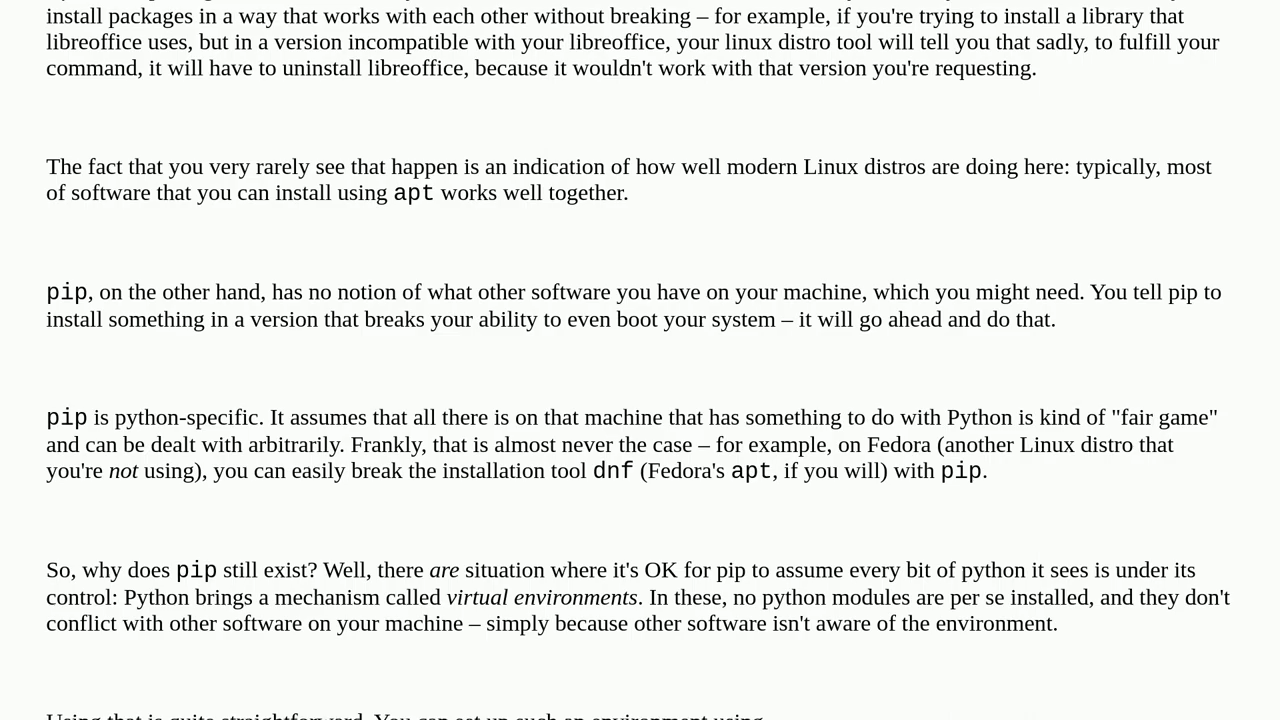 install packages in a way that works with each other without breaking – for example, if you're trying to install a library that
libreoffice uses, but in a version incompatible with your libreoffice, your linux distro tool will tell you that sadly, to fulfill your
command, it will have to uninstall libreoffice, because it wouldn't work with that version you're requesting.
The fact that you very rarely see that happen is an indication of how well modern Linux distros are doing here: typically, most
of software that you can install using apt works well together.
pip, on the other hand, has no notion of what other software you have on your machine, which you might need. You tell pip to
install something in a version that breaks your ability to even boot your system – it will go ahead and do that.
pip is python-specific. It assumes that all there is on that machine that has something to do with Python is kind of "fair game"
and can be dealt with arbitrarily. Frankly, that is almost never the case – for example, on Fedora (another Linux distro that
you're not using), you can easily break the installation tool dnf (Fedora's apt, if you will) with pip.
So, why does pip still exist? Well, there are situation where it's OK for pip to assume every bit of python it sees is under its
control: Python brings a mechanism called virtual environments. In these, no python modules are per se installed, and they don't
conflict with other software on your machine – simply because other software isn't aware of the environment.
Using that is quite straightforward. You can set up such an environment using